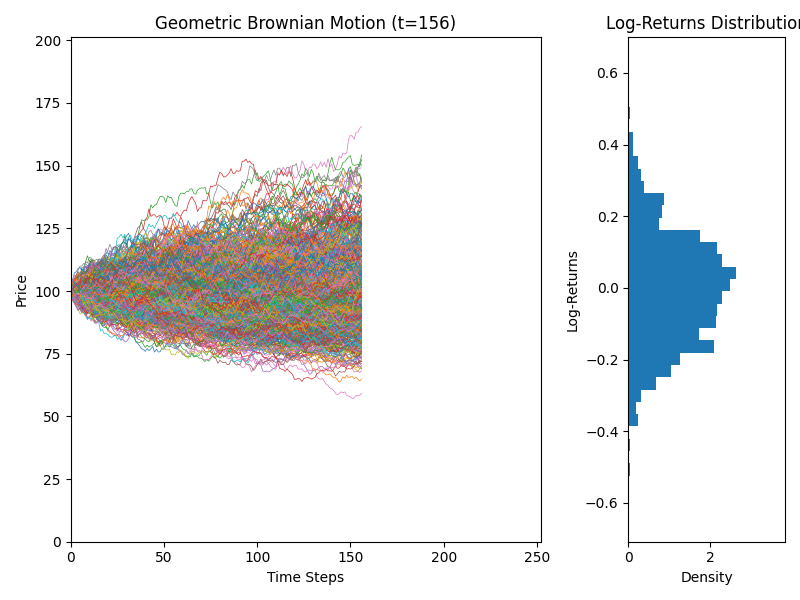 Geometric Brownian Motion (t=156)
Log-Returns Distribution
200
175
150
125
100
75
50
25
0
Price
0 50 100 150 200 250
Time Steps
0.6
0.4
0.2
0.0
−0.2
−0.4
−0.6
Log-Returns
0 2
Density